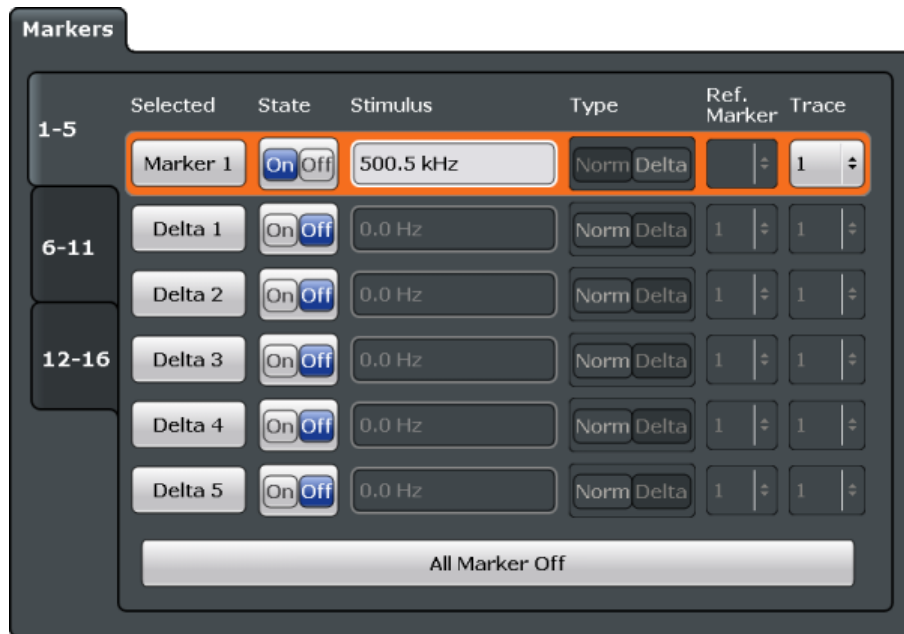 Markers
1-5
6-11
12-16
Selected State Stimulus Type Ref. Marker Trace
Marker 1 On Off 500.5 kHz Norm Delta 1
Delta 1 On Off 0.0 Hz Norm Delta 1 1
Delta 2 On Off 0.0 Hz Norm Delta 1 1
Delta 3 On Off 0.0 Hz Norm Delta 1 1
Delta 4 On Off 0.0 Hz Norm Delta 1 1
Delta 5 On Off 0.0 Hz Norm Delta 1 1
All Marker Off